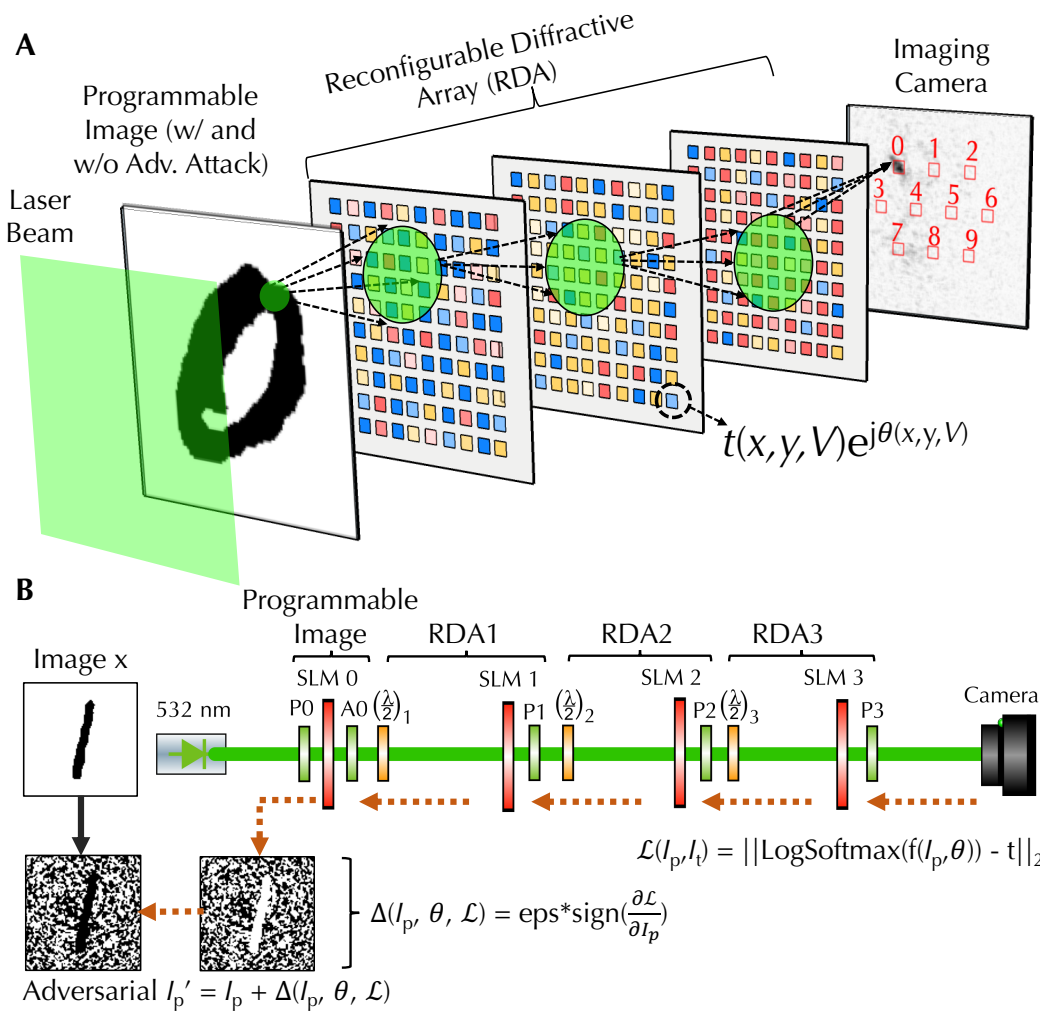 A
Reconfigurable Diffractive
Array (RDA)
Imaging
Camera
Programmable
Image (w/ and
w/o Adv. Attack)
Laser
Beam
0 1 2
3 4 5 6
7 8 9
t(x,y,V)e^{jθ(x,y,V)}
B
Programmable
Image
RDA1
RDA2
RDA3
Image x
532 nm
SLM 0
SLM 1
SLM 2
SLM 3
Camera
P0
A0
(λ/2)₁
P1
(λ/2)₂
P2
(λ/2)₃
P3
ℒ(Iₚ,Iₜ) = ||LogSoftmax(f(Iₚ,θ)) - t||₂
Δ(Iₚ, θ, ℒ) = eps*sign(∂ℒ/∂Iₚ)
Adversarial Iₚ′ = Iₚ + Δ(Iₚ, θ, ℒ)